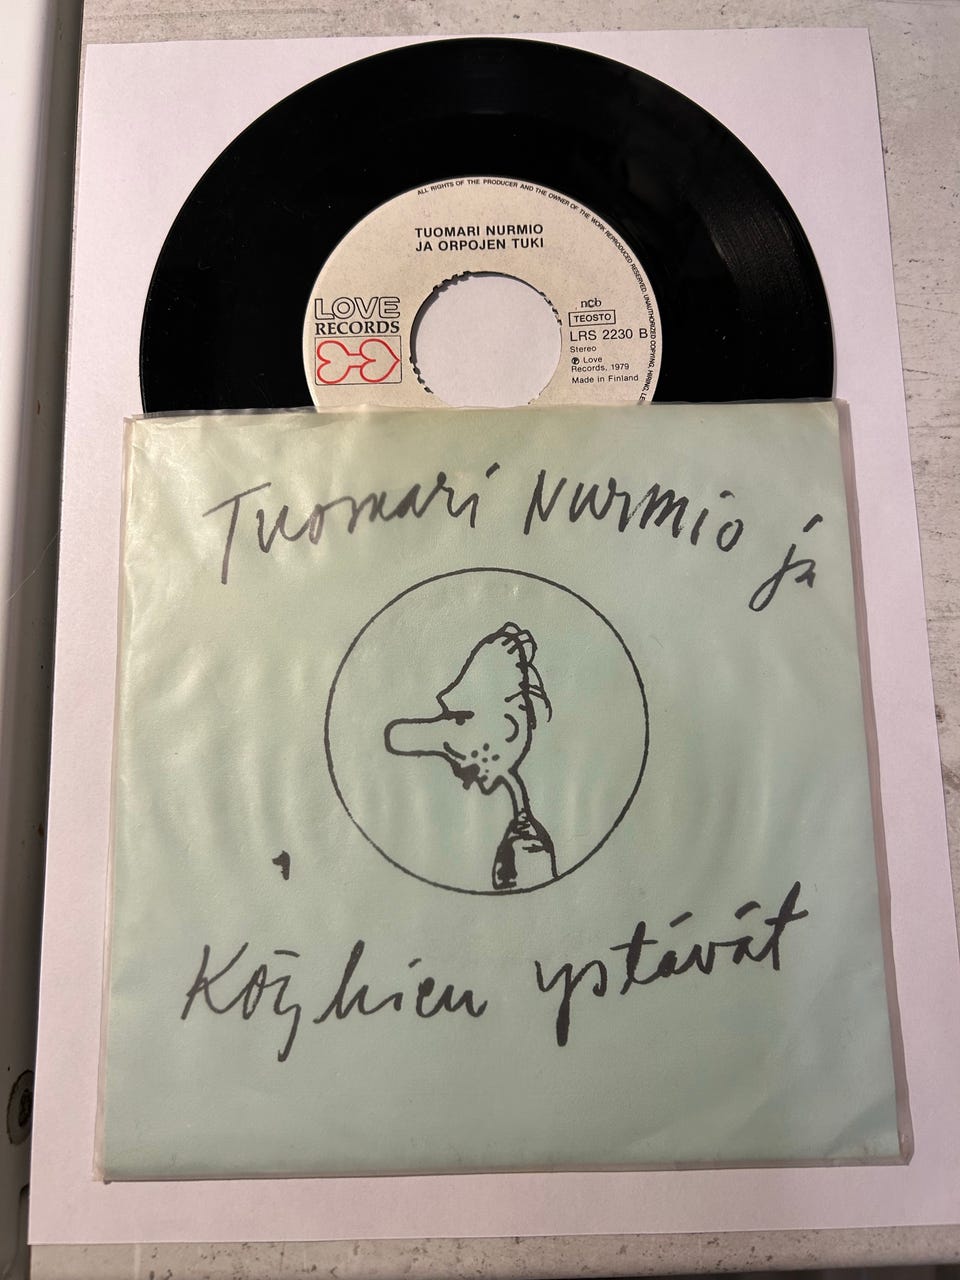 ALL RIGHTS OF THE PRODUCER AND THE OWNER OF THE WORK REPRODUCED RESERVED. UNAUTHORIZED COPYING, HIRING, LE
TUOMARI NURMIO
JA ORPOJEN TUKI
LOVE
RECORDS
ncb
TEOSTO
LRS 2230 B
Stereo
℗ Love
Records, 1979
Made in Finland
Tuomari Nurmio ja
Köyhien ystävät